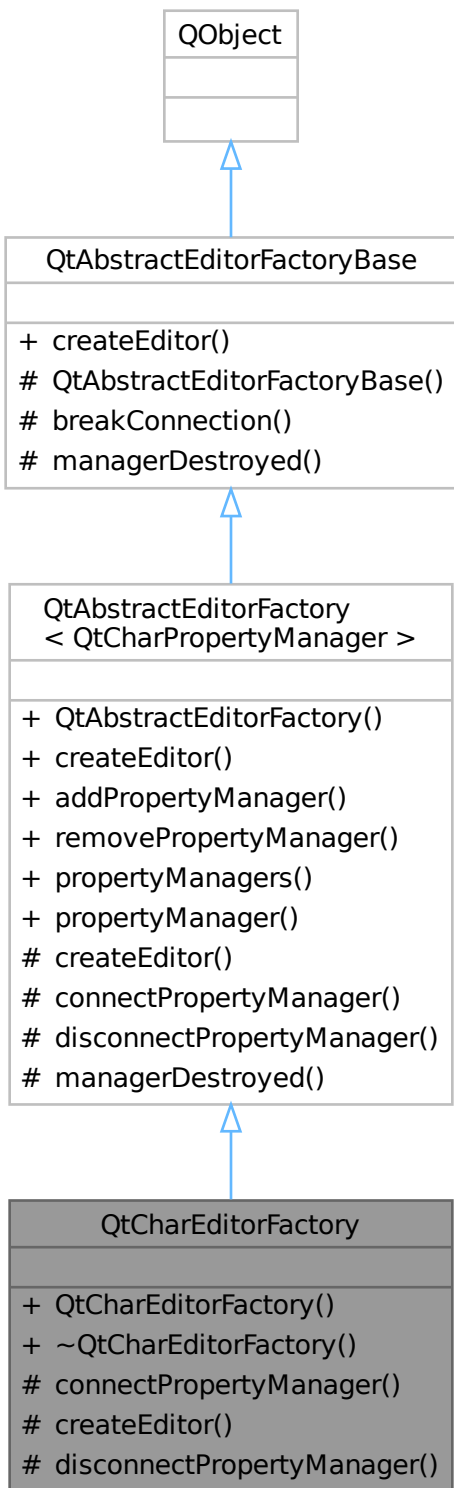 QObject
QtAbstractEditorFactoryBase
+ createEditor()
# QtAbstractEditorFactoryBase()
# breakConnection()
# managerDestroyed()
QtAbstractEditorFactory
< QtCharPropertyManager >
+ QtAbstractEditorFactory()
+ createEditor()
+ addPropertyManager()
+ removePropertyManager()
+ propertyManagers()
+ propertyManager()
# createEditor()
# connectPropertyManager()
# disconnectPropertyManager()
# managerDestroyed()
QtCharEditorFactory
+ QtCharEditorFactory()
+ ~QtCharEditorFactory()
# connectPropertyManager()
# createEditor()
# disconnectPropertyManager()